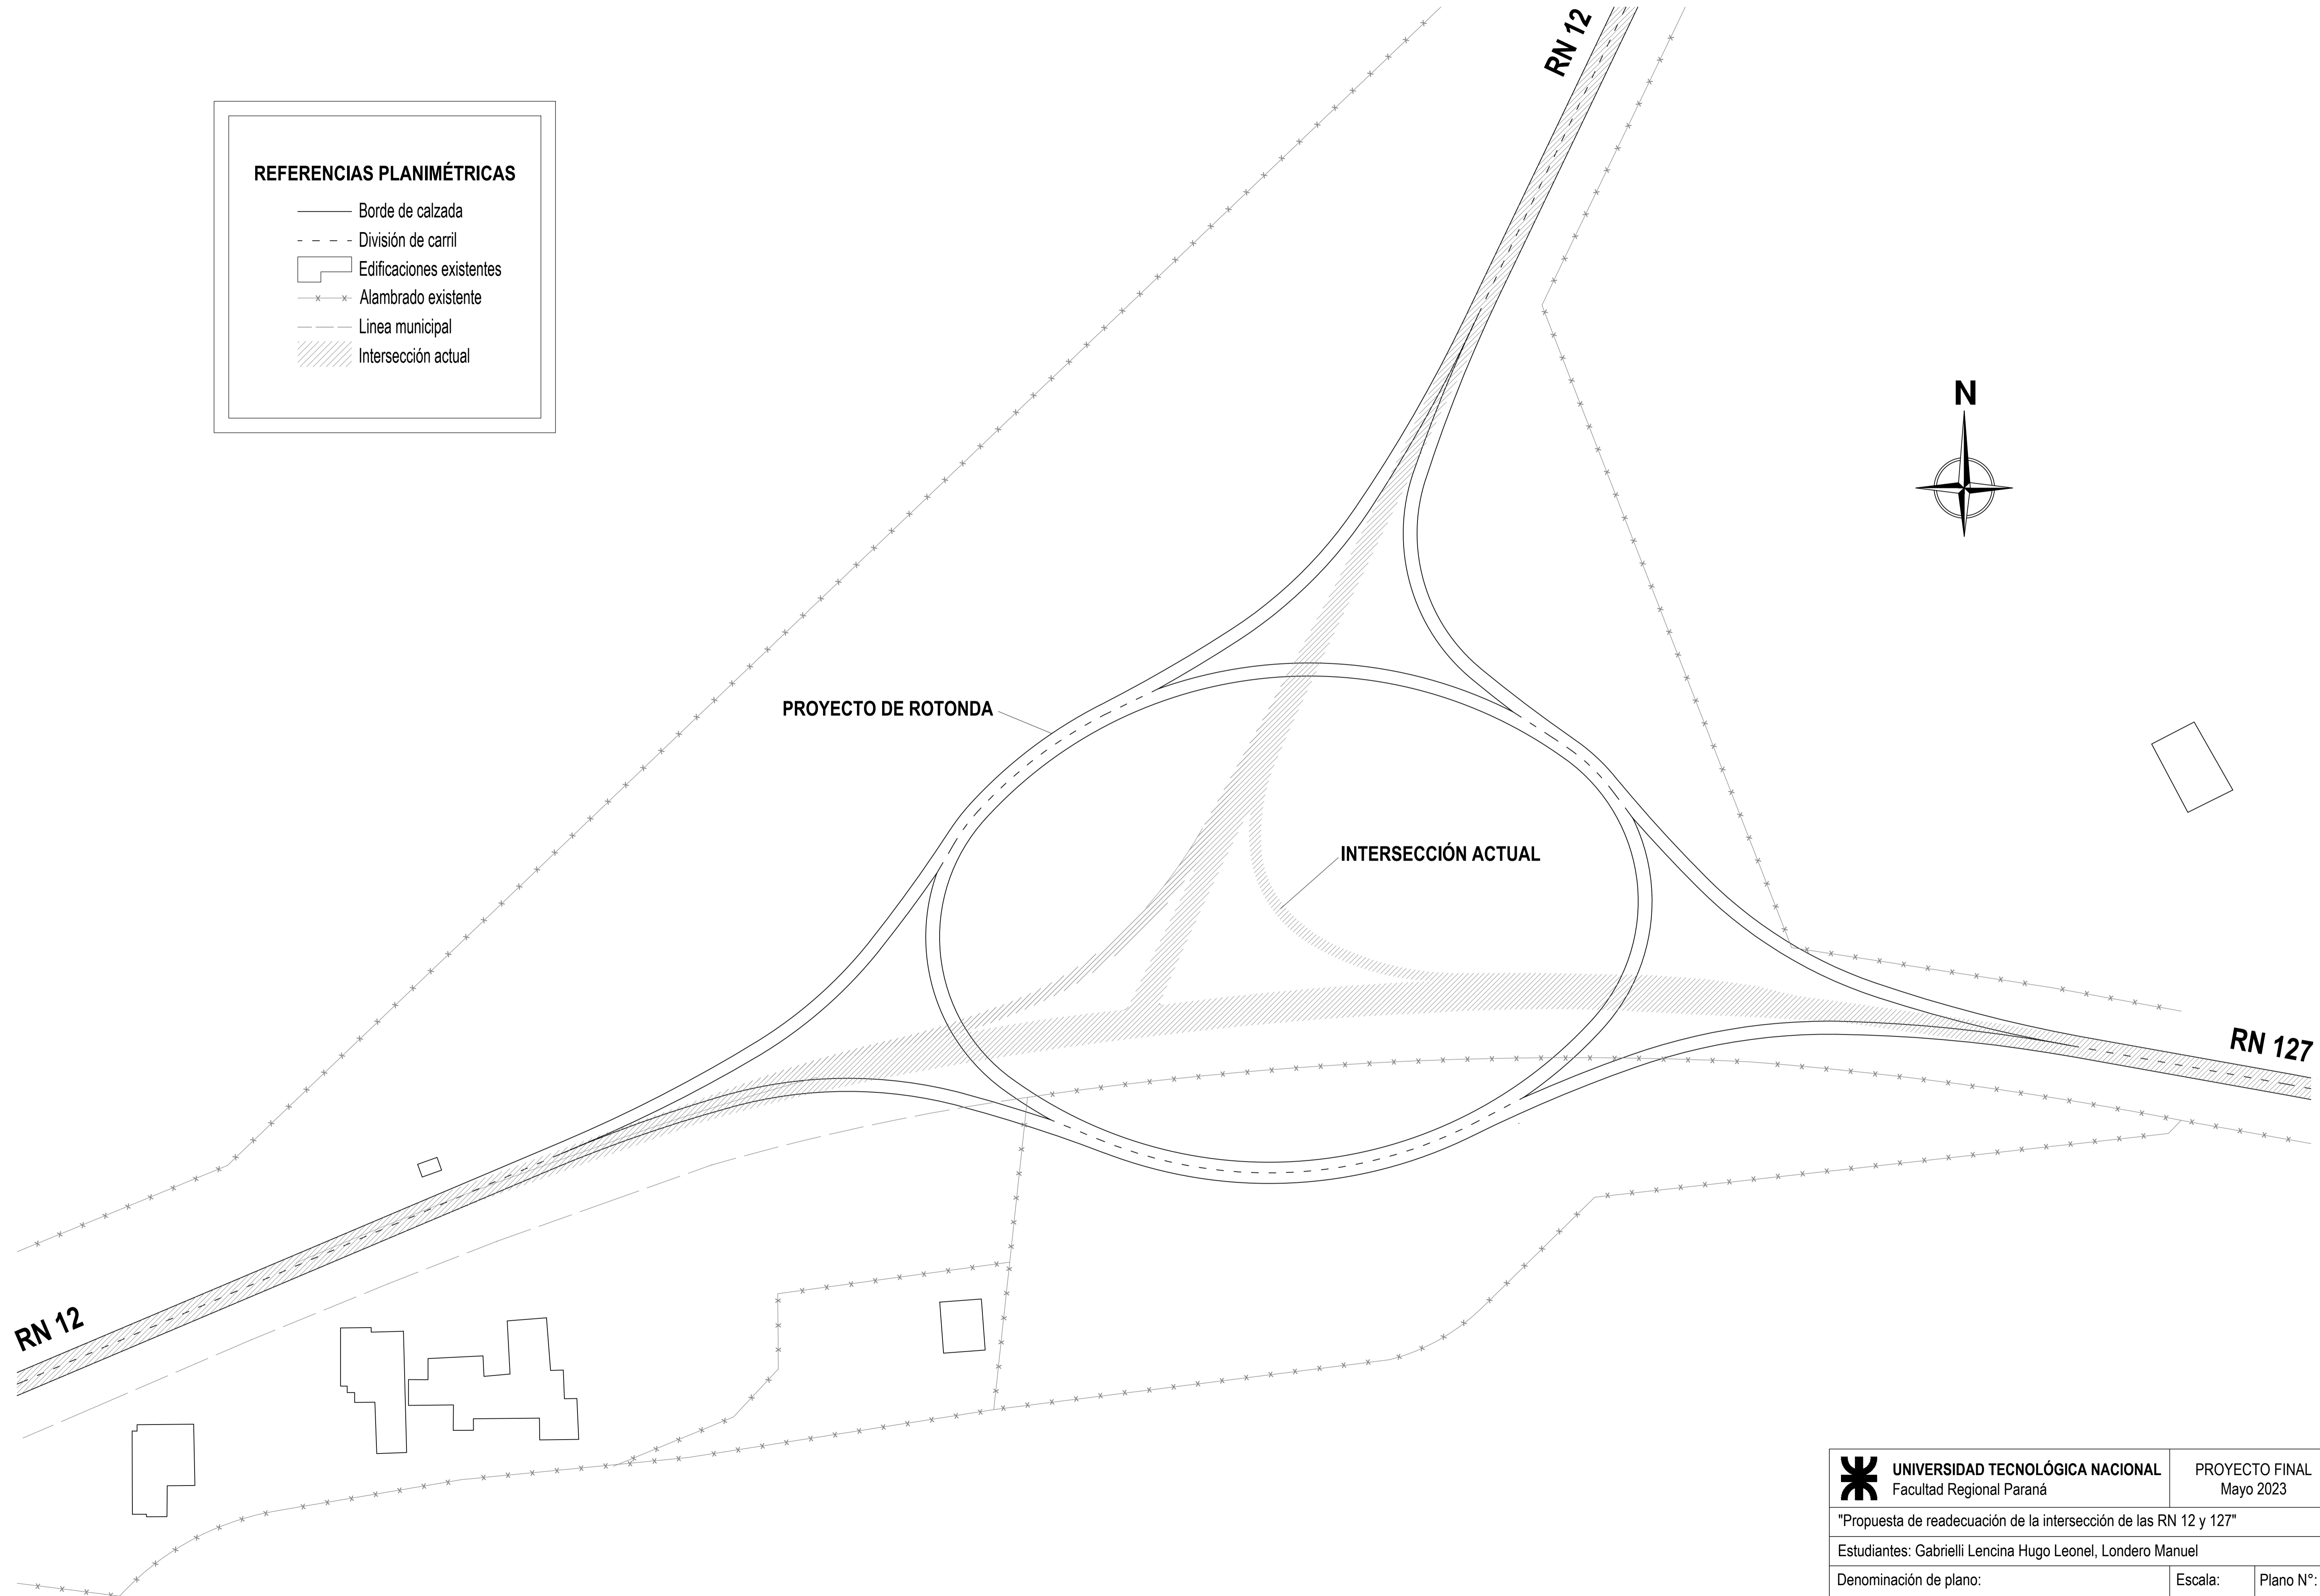 RN 12
REFERENCIAS PLANIMÉTRICAS
Borde de calzada
División de carril
Edificaciones existentes
Alambrado existente
Linea municipal
Intersección actual
N
PROYECTO DE ROTONDA
INTERSECCIÓN ACTUAL
RN 127
RN 12
UNIVERSIDAD TECNOLÓGICA NACIONAL
Facultad Regional Paraná
PROYECTO FINAL
Mayo 2023
"Propuesta de readecuación de la intersección de las RN 12 y 127"
Estudiantes: Gabrielli Lencina Hugo Leonel, Londero Manuel
Denominación de plano:
Escala:
Plano N°: